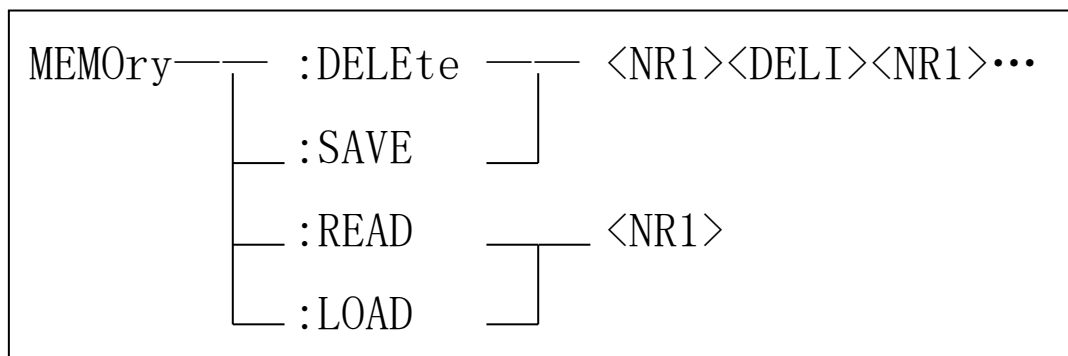 MEMOry :DELEte <NR1><DELI><NR1>…
:SAVE
:READ <NR1>
:LOAD